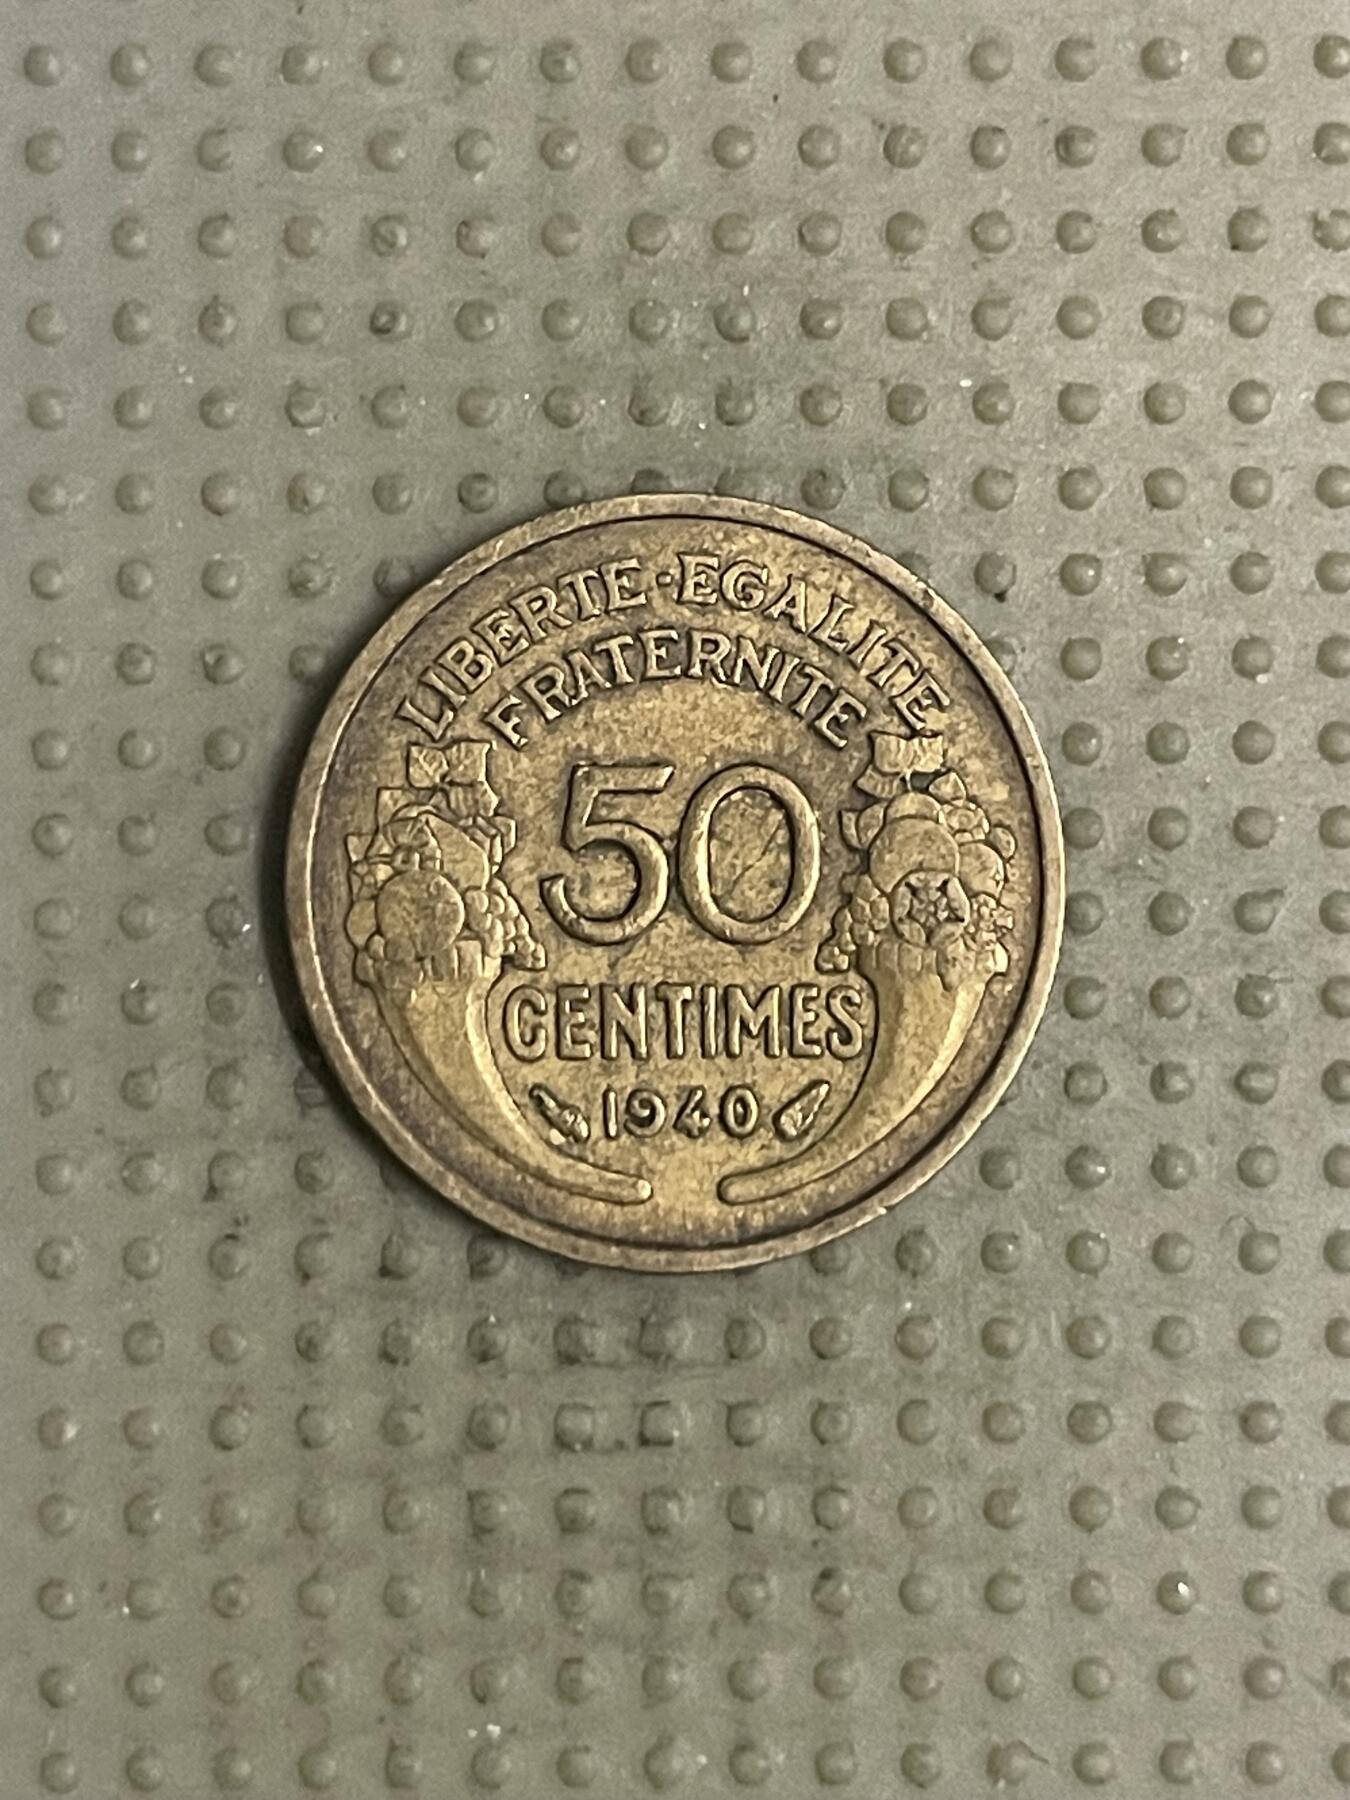 LIBERTE·EGALITE
FRATERNITE
50
CENTIMES
1940